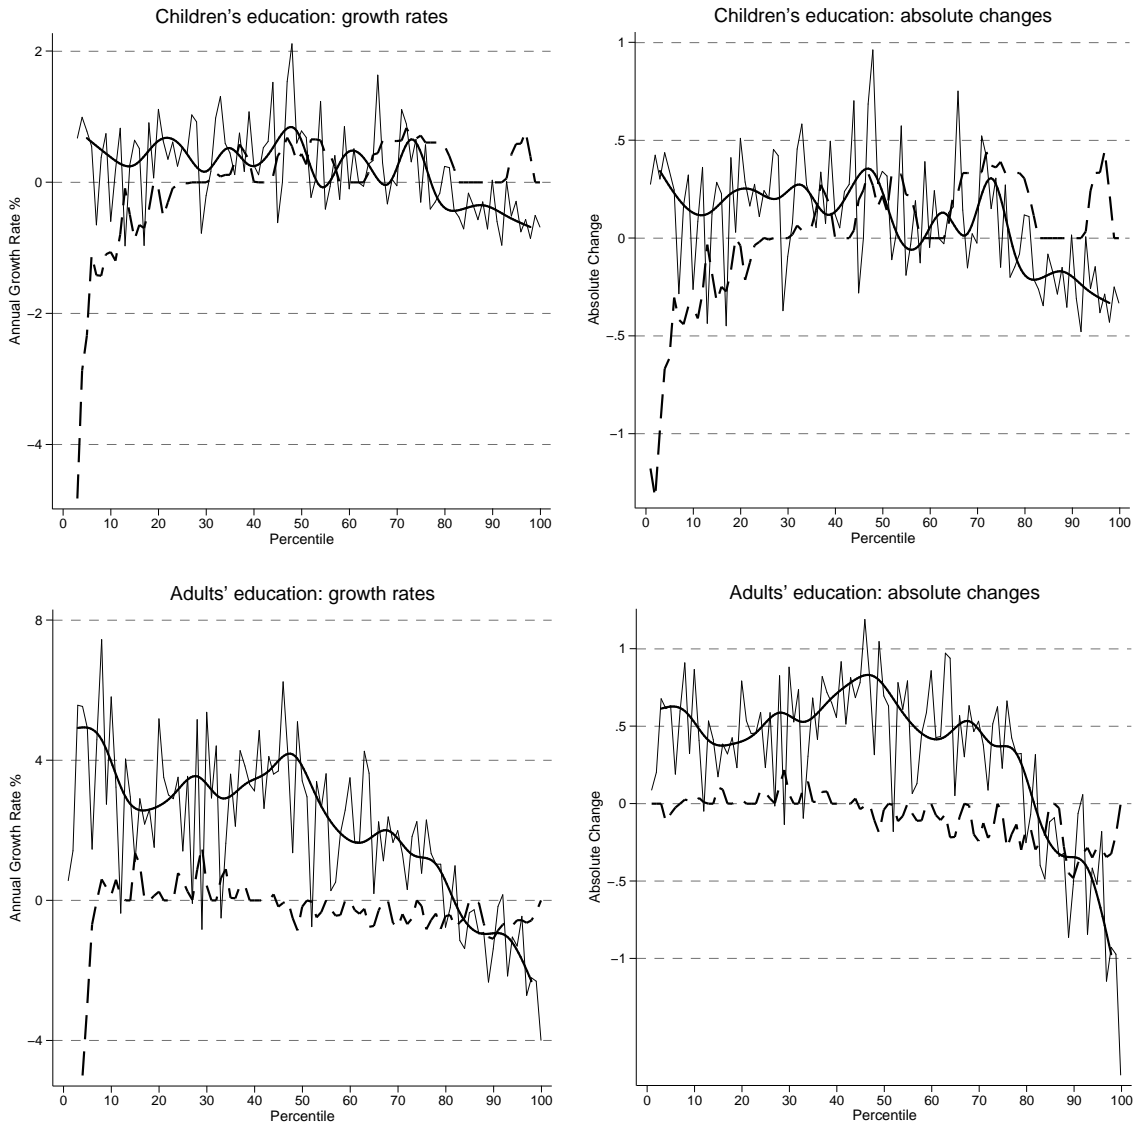 Children’s education: growth rates
2
0
−2
−4
Annual Growth Rate %
0 10 20 30 40 50 60 70 80 90 100
Percentile
Children’s education: absolute changes
1
.5
0
−.5
−1
Absolute Change
0 10 20 30 40 50 60 70 80 90 100
Percentile
Adults’ education: growth rates
8
4
0
−4
Annual Growth Rate %
0 10 20 30 40 50 60 70 80 90 100
Percentile
Adults’ education: absolute changes
1
.5
0
−.5
−1
Absolute Change
0 10 20 30 40 50 60 70 80 90 100
Percentile